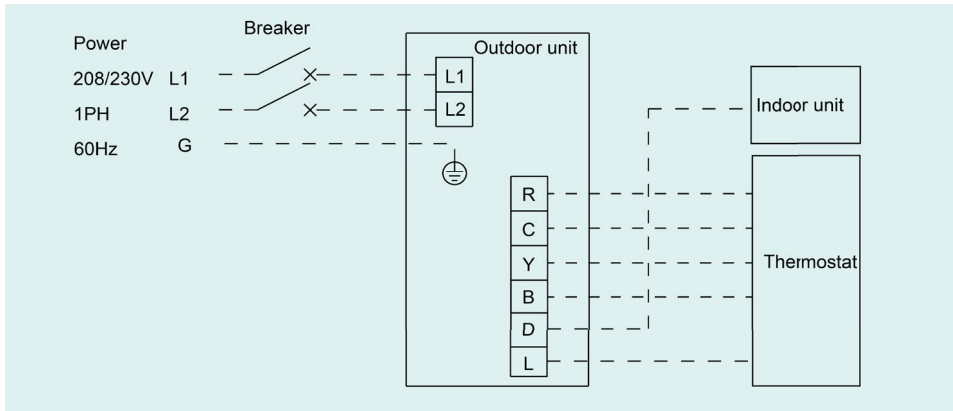 Breaker
Power
Outdoor unit
208/230V L1
L1
1PH L2
L2
60Hz G
Indoor unit
R
C
Y
B
D
L
Thermostat